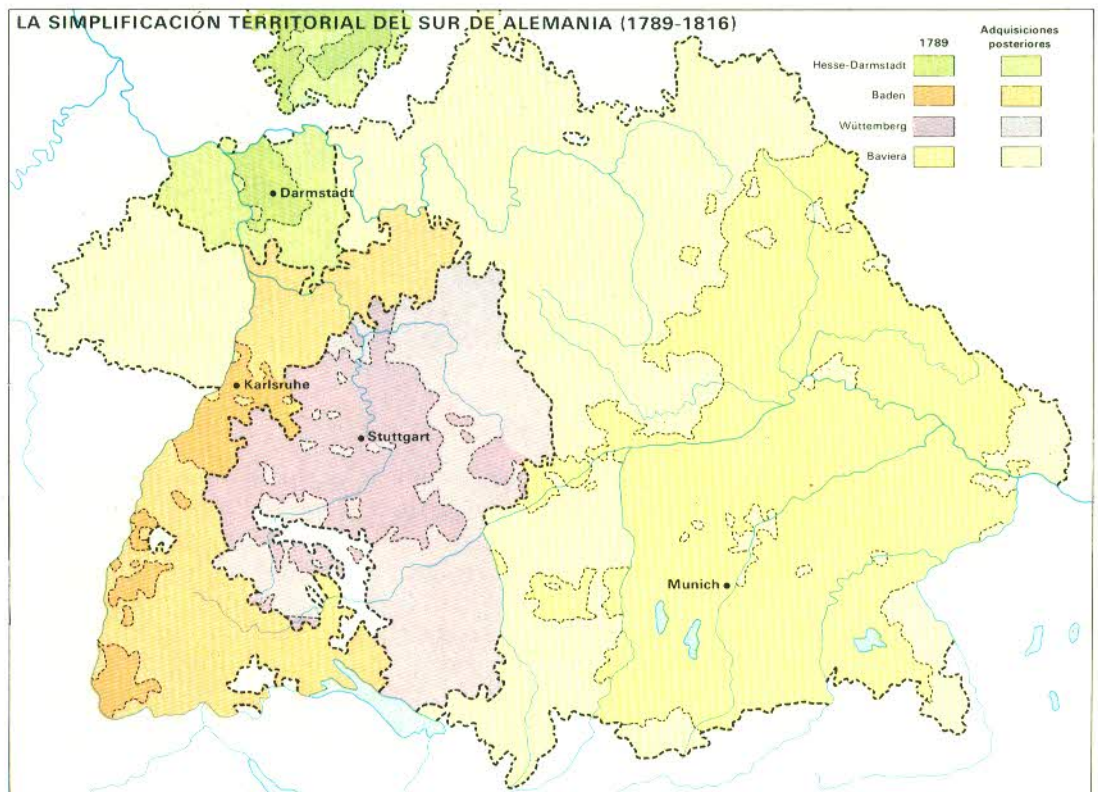 LA SIMPLIFICACIÓN TERRITORIAL DEL SUR DE ALEMANIA (1789-1816)
1789
Adquisiciones
posteriores
Hesse-Darmstadt
Baden
Wüttemberg
Baviera
Darmstadt
Karlsruhe
Stuttgart
Munich